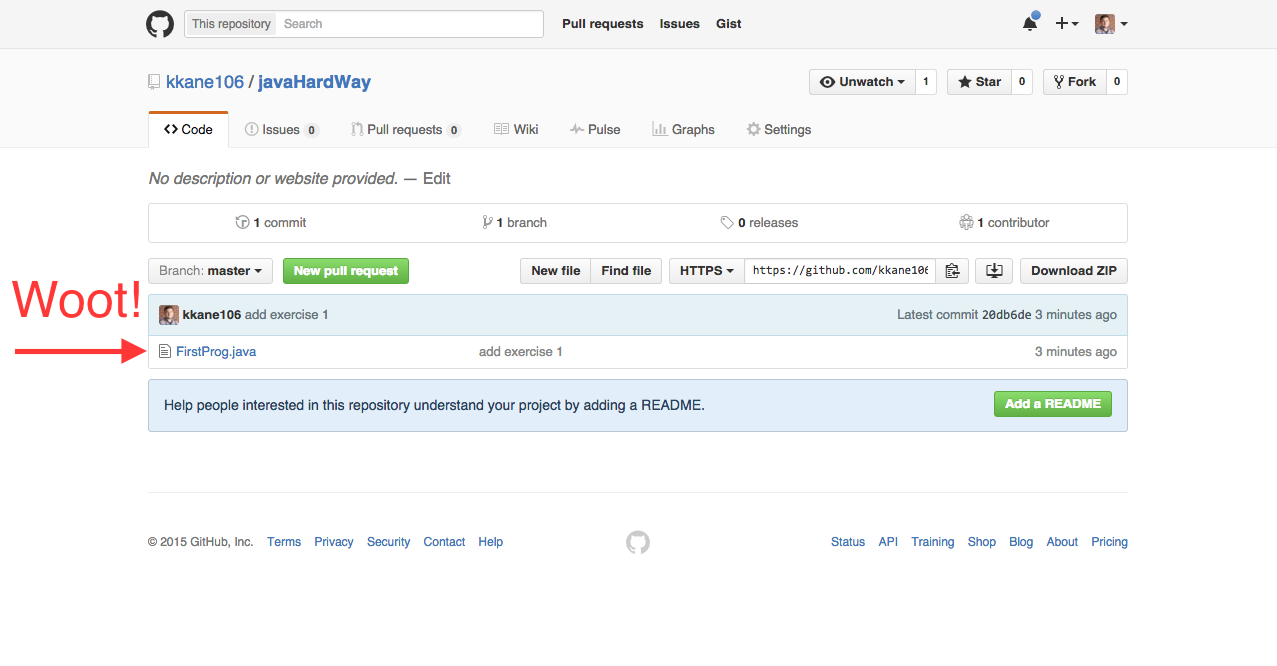 This repository Search Pull requests Issues Gist
kkane106 / javaHardWay Unwatch 1 Star 0 Fork 0
Code Issues 0 Pull requests 0 Wiki Pulse Graphs Settings
No description or website provided. — Edit
1 commit 1 branch 0 releases 1 contributor
Branch: master New pull request New file Find file HTTPS https://github.com/kkane106 Download ZIP
Woot!
kkane106 add exercise 1 Latest commit 20db6de 3 minutes ago
FirstProg.java add exercise 1 3 minutes ago
Help people interested in this repository understand your project by adding a README. Add a README
© 2015 GitHub, Inc. Terms Privacy Security Contact Help Status API Training Shop Blog About Pricing